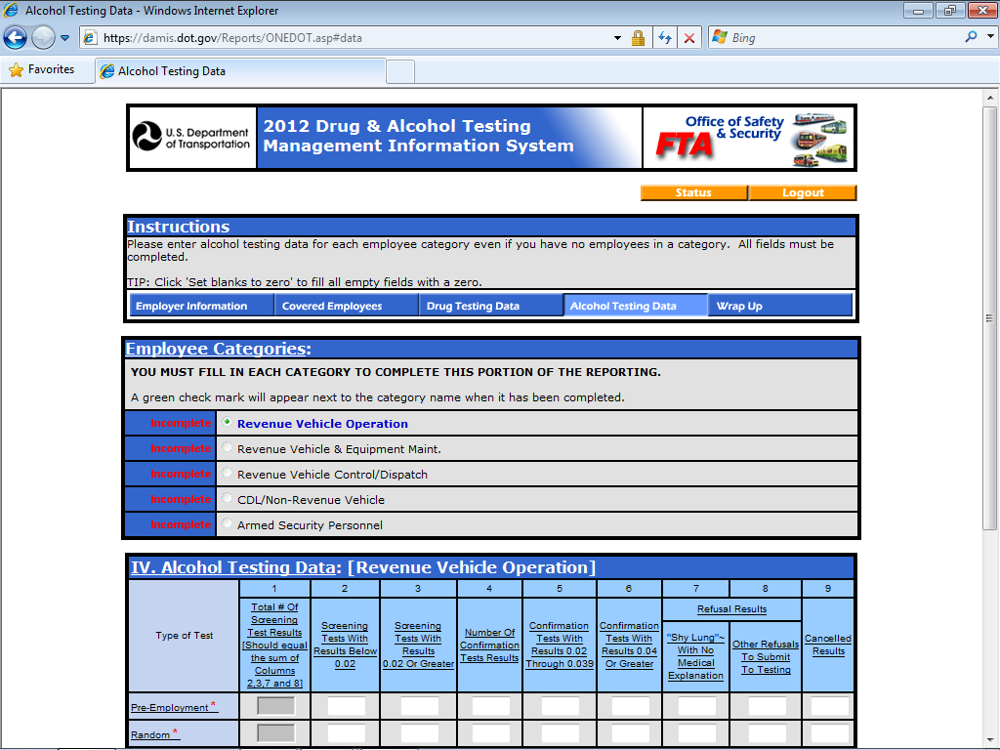 Alcohol Testing Data - Windows Internet Explorer
https://damis.dot.gov/Reports/ONEDOT.asp#data
Bing
Favorites
Alcohol Testing Data
U.S. Department
of Transportation
2012 Drug & Alcohol Testing
Management Information System
Office of Safety
& Security
FTA
Status
Logout
Instructions
Please enter alcohol testing data for each employee category even if you have no employees in a category.  All fields must be
completed.
TIP: Click 'Set blanks to zero' to fill all empty fields with a zero.
Employer Information
Covered Employees
Drug Testing Data
Alcohol Testing Data
Wrap Up
Employee Categories:
YOU MUST FILL IN EACH CATEGORY TO COMPLETE THIS PORTION OF THE REPORTING.
A green check mark will appear next to the category name when it has been completed.
Incomplete Revenue Vehicle Operation
Incomplete Revenue Vehicle & Equipment Maint.
Incomplete Revenue Vehicle Control/Dispatch
Incomplete CDL/Non-Revenue Vehicle
Incomplete Armed Security Personnel
IV. Alcohol Testing Data: [Revenue Vehicle Operation]
Type of Test
1
2
3
4
5
6
7
8
9
Total # Of
Screening
Test Results
[Should equal
the sum of
Columns
2,3,7 and 8]
Screening
Tests With
Results Below
0.02
Screening
Tests With
Results
0.02 Or Greater
Number Of
Confirmation
Tests Results
Confirmation
Tests With
Results 0.02
Through 0.039
Confirmation
Tests With
Results 0.04
Or Greater
Refusal Results
"Shy Lung"~
With No
Medical
Explanation
Other Refusals
To Submit
To Testing
Cancelled
Results
Pre-Employment *
Random *